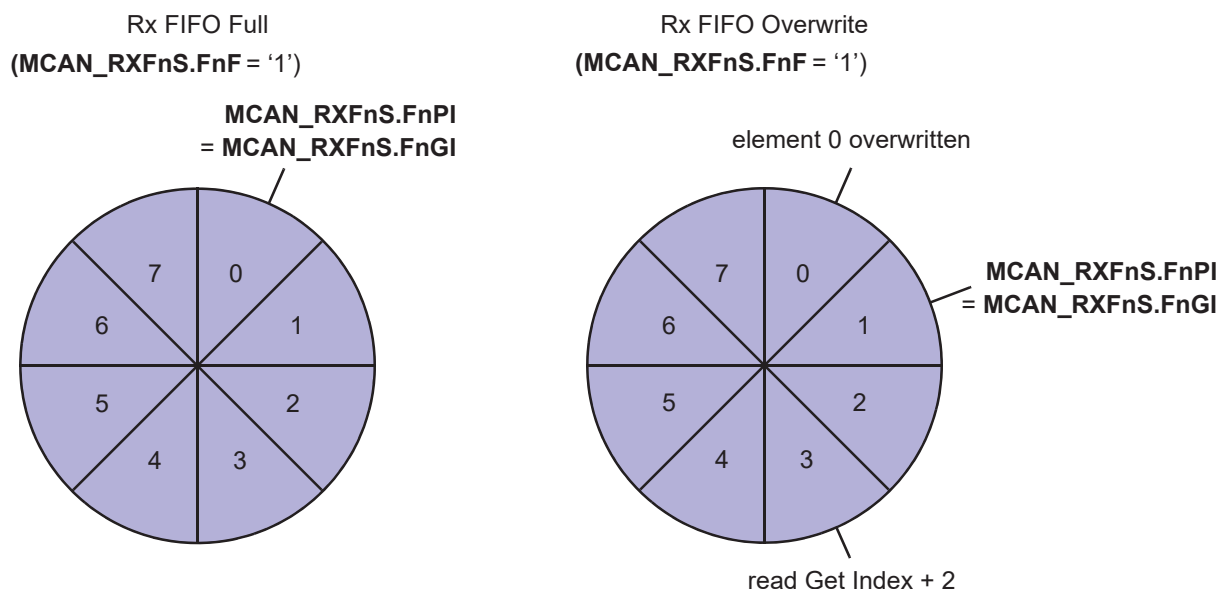 Rx FIFO Full
(MCAN_RXFnS.FnF = ‘1’)
MCAN_RXFnS.FnPI
= MCAN_RXFnS.FnGI
7
0
6
1
5
2
4
3
Rx FIFO Overwrite
(MCAN_RXFnS.FnF = ‘1’)
element 0 overwritten
MCAN_RXFnS.FnPI
= MCAN_RXFnS.FnGI
7
0
6
1
5
2
4
3
read Get Index + 2